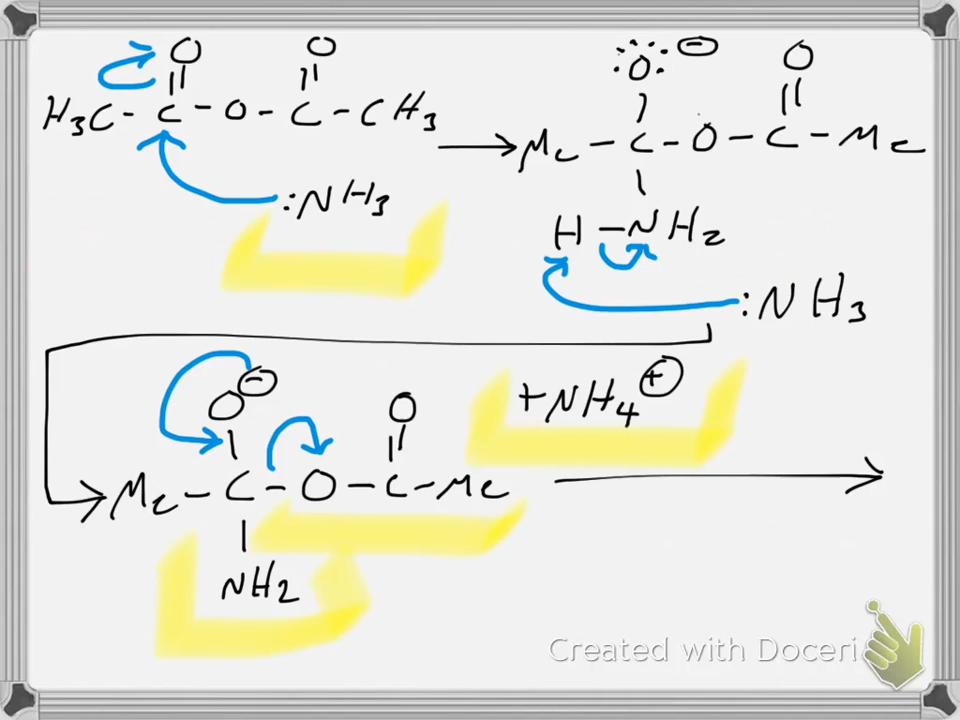 O O
H3C - C - O - C - CH3
:NH3
:O: ⊖ O
Me - C - O - C - Me
H - NH2
:NH3
O ⊖ O
Me - C - O - C - Me
NH2
+NH4 ⊕
Created with Doceri